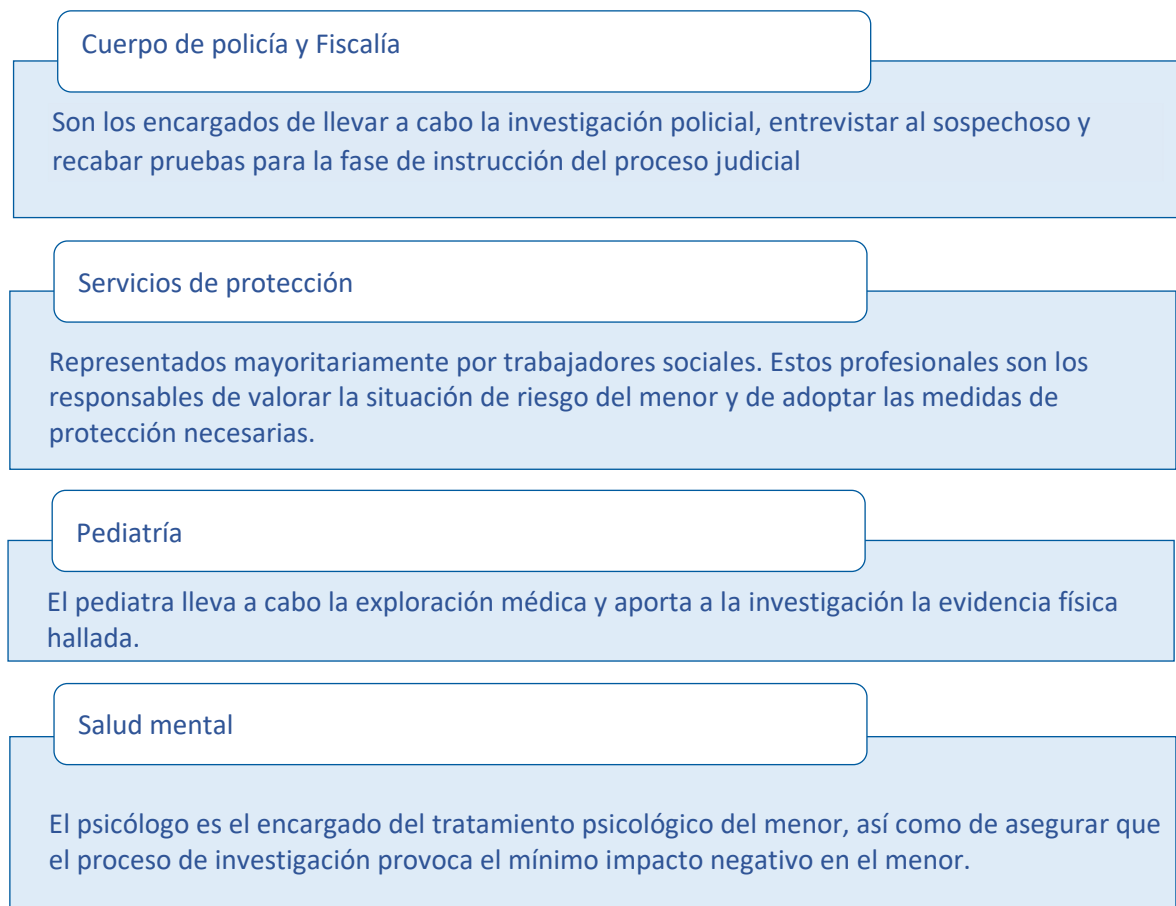 Cuerpo de policía y Fiscalía
Son los encargados de llevar a cabo la investigación policial, entrevistar al sospechoso y
recabar pruebas para la fase de instrucción del proceso judicial
Servicios de protección
Representados mayoritariamente por trabajadores sociales. Estos profesionales son los
responsables de valorar la situación de riesgo del menor y de adoptar las medidas de
protección necesarias.
Pediatría
El pediatra lleva a cabo la exploración médica y aporta a la investigación la evidencia física
hallada.
Salud mental
El psicólogo es el encargado del tratamiento psicológico del menor, así como de asegurar que
el proceso de investigación provoca el mínimo impacto negativo en el menor.